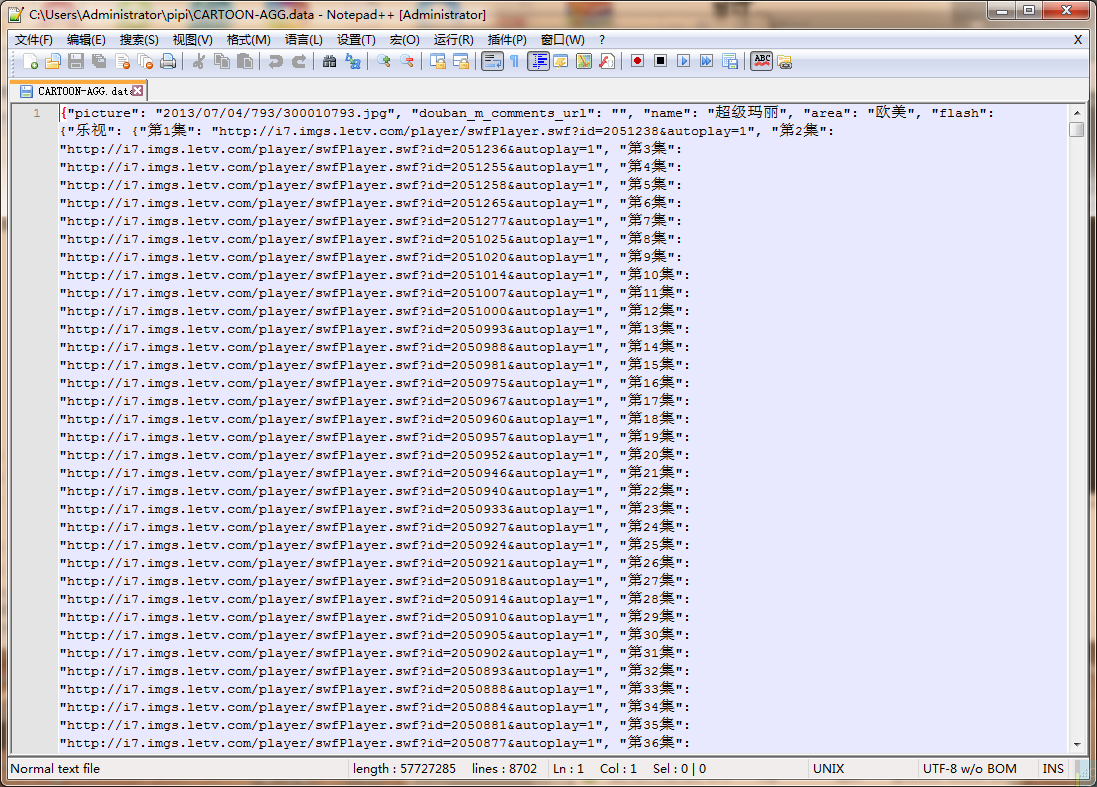 C:\Users\Administrator\pipi\CARTOON-AGG.data - Notepad++ [Administrator]
文件(F) 编辑(E) 搜索(S) 视图(V) 格式(M) 语言(L) 设置(T) 宏(O) 运行(R) 插件(P) 窗口(W) ? X
ABC
CARTOON-AGG.data
1 {"picture": "2013/07/04/793/300010793.jpg", "douban_m_comments_url": "", "name": "超级玛丽", "area": "欧美", "flash":
{"乐视": {"第1集": "http://i7.imgs.letv.com/player/swfPlayer.swf?id=2051238&autoplay=1", "第2集":
"http://i7.imgs.letv.com/player/swfPlayer.swf?id=2051236&autoplay=1", "第3集":
"http://i7.imgs.letv.com/player/swfPlayer.swf?id=2051255&autoplay=1", "第4集":
"http://i7.imgs.letv.com/player/swfPlayer.swf?id=2051258&autoplay=1", "第5集":
"http://i7.imgs.letv.com/player/swfPlayer.swf?id=2051265&autoplay=1", "第6集":
"http://i7.imgs.letv.com/player/swfPlayer.swf?id=2051277&autoplay=1", "第7集":
"http://i7.imgs.letv.com/player/swfPlayer.swf?id=2051025&autoplay=1", "第8集":
"http://i7.imgs.letv.com/player/swfPlayer.swf?id=2051020&autoplay=1", "第9集":
"http://i7.imgs.letv.com/player/swfPlayer.swf?id=2051014&autoplay=1", "第10集":
"http://i7.imgs.letv.com/player/swfPlayer.swf?id=2051007&autoplay=1", "第11集":
"http://i7.imgs.letv.com/player/swfPlayer.swf?id=2051000&autoplay=1", "第12集":
"http://i7.imgs.letv.com/player/swfPlayer.swf?id=2050993&autoplay=1", "第13集":
"http://i7.imgs.letv.com/player/swfPlayer.swf?id=2050988&autoplay=1", "第14集":
"http://i7.imgs.letv.com/player/swfPlayer.swf?id=2050981&autoplay=1", "第15集":
"http://i7.imgs.letv.com/player/swfPlayer.swf?id=2050975&autoplay=1", "第16集":
"http://i7.imgs.letv.com/player/swfPlayer.swf?id=2050967&autoplay=1", "第17集":
"http://i7.imgs.letv.com/player/swfPlayer.swf?id=2050960&autoplay=1", "第18集":
"http://i7.imgs.letv.com/player/swfPlayer.swf?id=2050957&autoplay=1", "第19集":
"http://i7.imgs.letv.com/player/swfPlayer.swf?id=2050952&autoplay=1", "第20集":
"http://i7.imgs.letv.com/player/swfPlayer.swf?id=2050946&autoplay=1", "第21集":
"http://i7.imgs.letv.com/player/swfPlayer.swf?id=2050940&autoplay=1", "第22集":
"http://i7.imgs.letv.com/player/swfPlayer.swf?id=2050933&autoplay=1", "第23集":
"http://i7.imgs.letv.com/player/swfPlayer.swf?id=2050927&autoplay=1", "第24集":
"http://i7.imgs.letv.com/player/swfPlayer.swf?id=2050924&autoplay=1", "第25集":
"http://i7.imgs.letv.com/player/swfPlayer.swf?id=2050921&autoplay=1", "第26集":
"http://i7.imgs.letv.com/player/swfPlayer.swf?id=2050918&autoplay=1", "第27集":
"http://i7.imgs.letv.com/player/swfPlayer.swf?id=2050914&autoplay=1", "第28集":
"http://i7.imgs.letv.com/player/swfPlayer.swf?id=2050910&autoplay=1", "第29集":
"http://i7.imgs.letv.com/player/swfPlayer.swf?id=2050905&autoplay=1", "第30集":
"http://i7.imgs.letv.com/player/swfPlayer.swf?id=2050902&autoplay=1", "第31集":
"http://i7.imgs.letv.com/player/swfPlayer.swf?id=2050893&autoplay=1", "第32集":
"http://i7.imgs.letv.com/player/swfPlayer.swf?id=2050888&autoplay=1", "第33集":
"http://i7.imgs.letv.com/player/swfPlayer.swf?id=2050884&autoplay=1", "第34集":
"http://i7.imgs.letv.com/player/swfPlayer.swf?id=2050881&autoplay=1", "第35集":
"http://i7.imgs.letv.com/player/swfPlayer.swf?id=2050877&autoplay=1", "第36集":
Normal text file length : 57727285 lines : 8702 Ln : 1 Col : 1 Sel : 0 | 0 UNIX UTF-8 w/o BOM INS